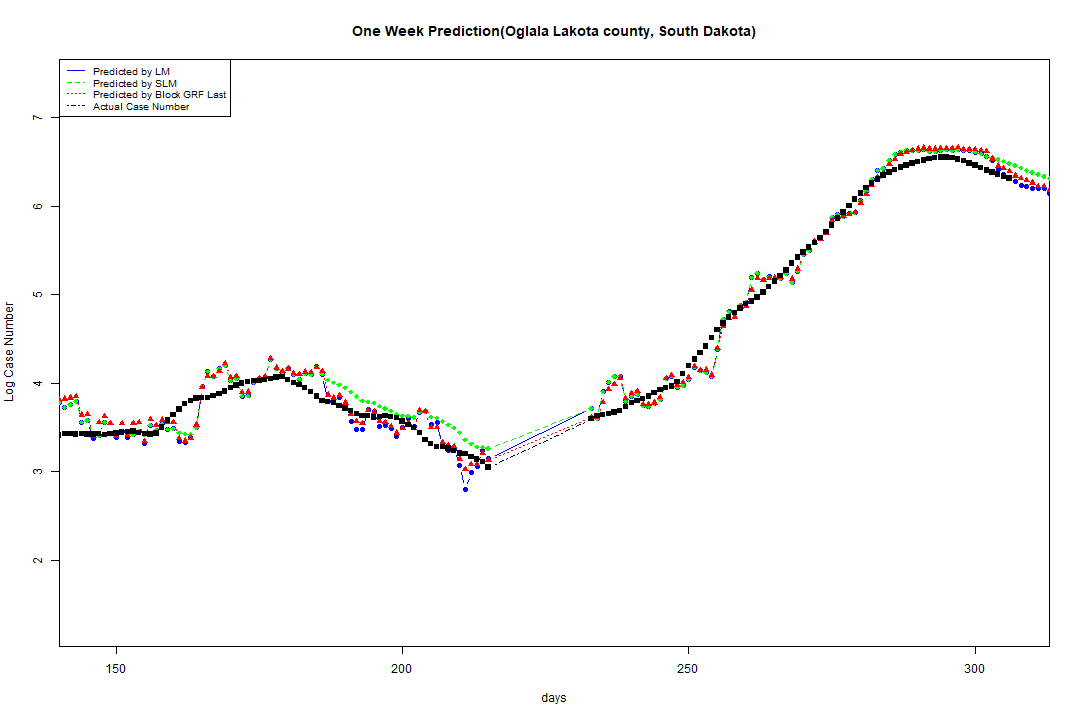 One Week Prediction(Oglala Lakota county, South Dakota)
Predicted by LM
Predicted by SLM
Predicted by Block GRF Last
Actual Case Number
7
6
5
4
3
2
Log Case Number
150 200 250 300
days